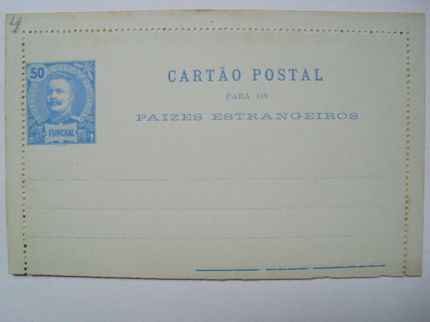 4
50
FUNCHAL
CARTÃO POSTAL
PARA OS
PAIZES ESTRANGEIROS